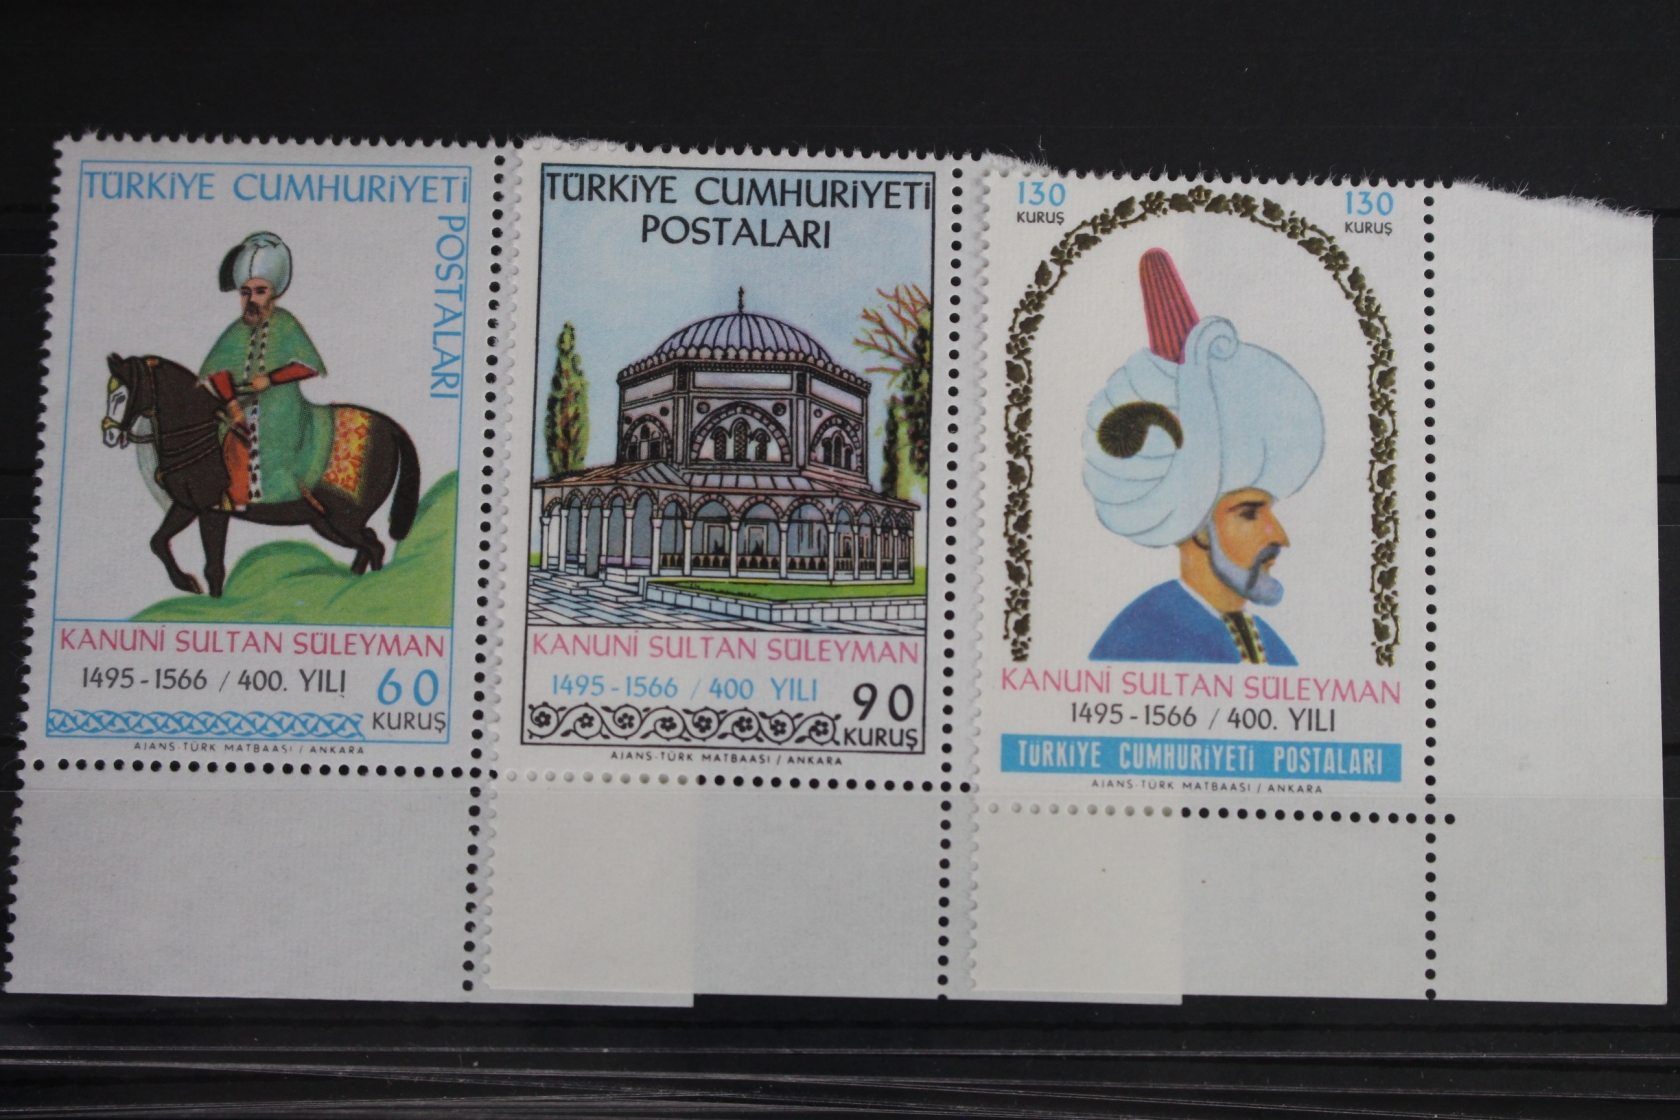 TÜRKİYE CUMHURİYETİ
POSTALARI
KANUNİ SULTAN SÜLEYMAN
1495-1566 / 400. YILI
60
KURUŞ
AJANS-TÜRK MATBAASI / ANKARA
TÜRKİYE CUMHURİYETİ
POSTALARI
KANUNİ SULTAN SÜLEYMAN
1495-1566 / 400 YILI
90
KURUŞ
AJANS-TÜRK MATBAASI / ANKARA
130
KURUŞ
130
KURUŞ
KANUNİ SULTAN SÜLEYMAN
1495-1566 / 400. YILI
TÜRKİYE CUMHURİYETİ POSTALARI
AJANS-TÜRK MATBAASI / ANKARA